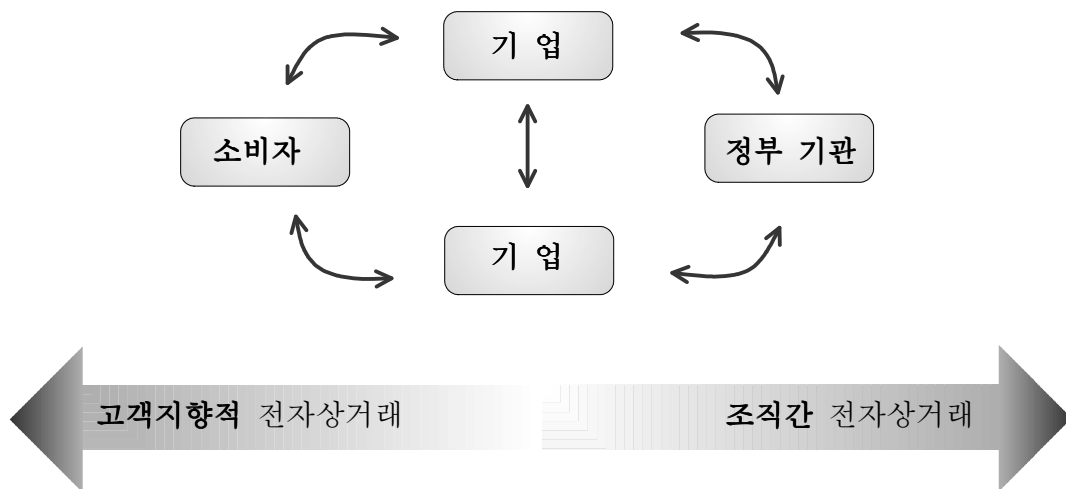 기 업
소비자
정부 기관
기 업
고객지향적 전자상거래
조직간 전자상거래